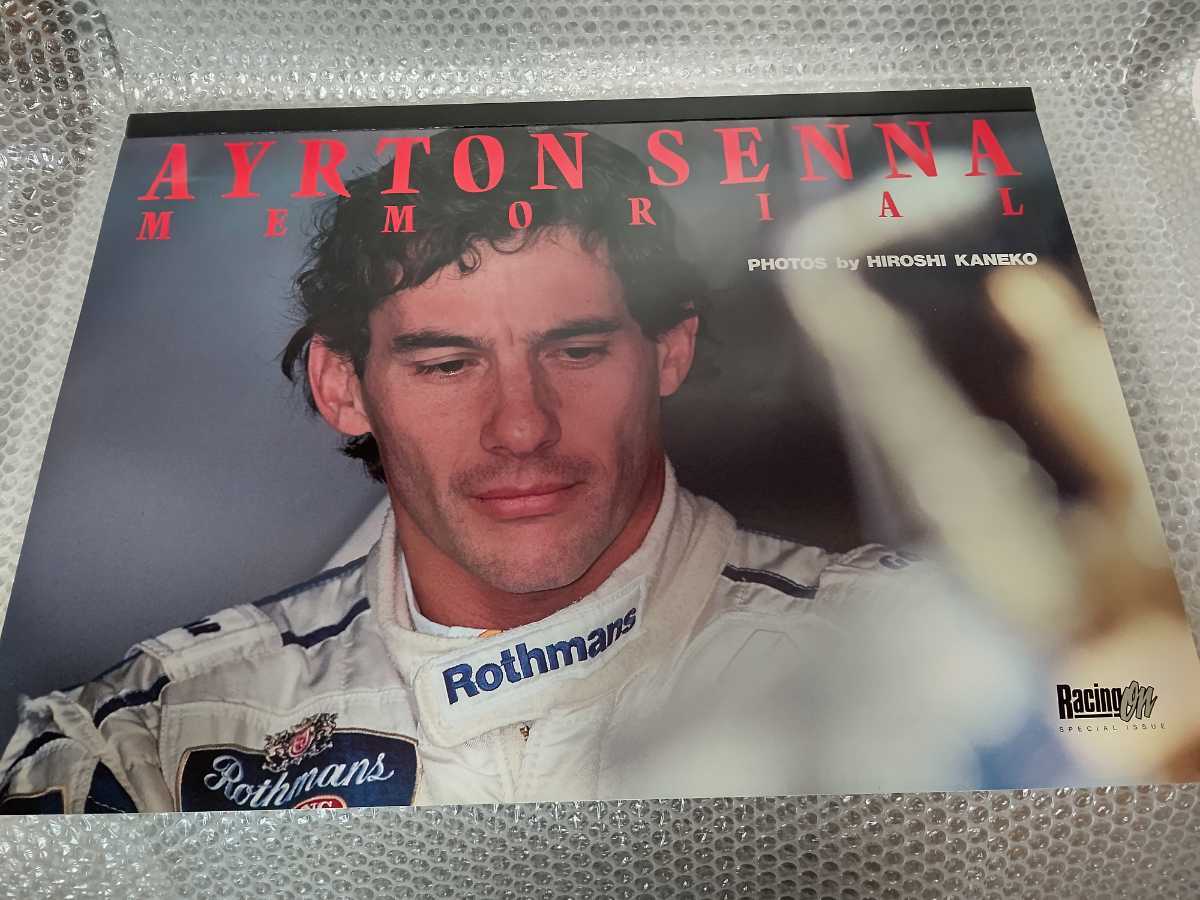 AYRTON SENNA
MEMORIAL
PHOTOS by HIROSHI KANEKO
Rothmans
Rothmans
Racing On
SPECIAL ISSUE